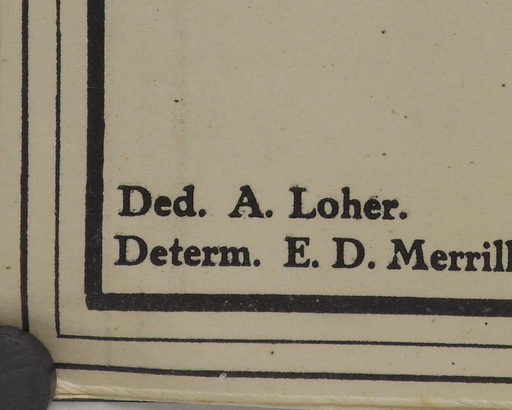 Ded. A. Loher.
Determ. E. D. Merrill